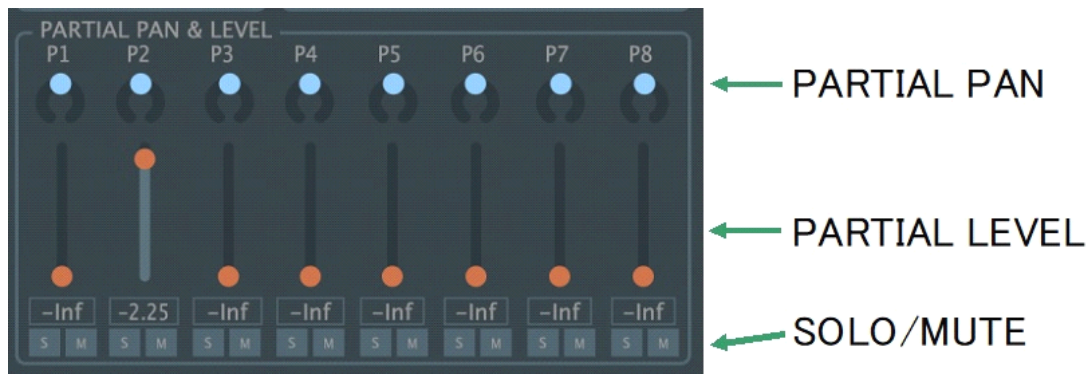 PARTIAL PAN & LEVEL
P1 P2 P3 P4 P5 P6 P7 P8
PARTIAL PAN
PARTIAL LEVEL
-Inf -2.25 -Inf -Inf -Inf -Inf -Inf -Inf
S M S M S M S M S M S M S M S M
SOLO/MUTE